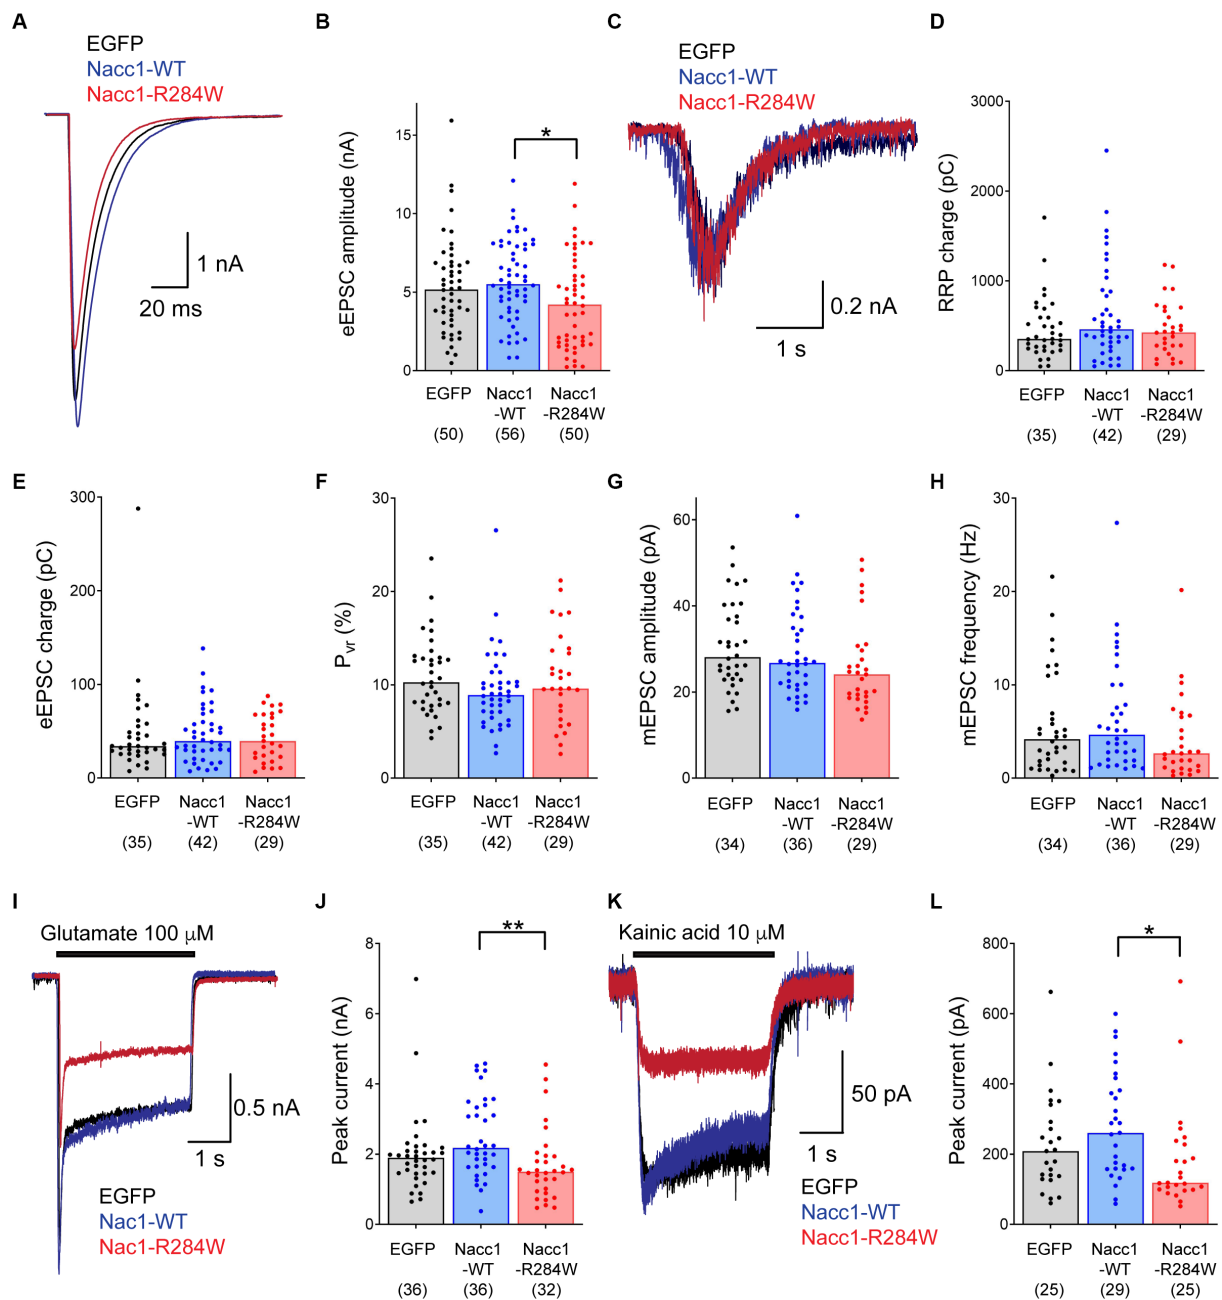 A
EGFP
Nacc1-WT
Nacc1-R284W
1 nA
20 ms
B
eEPSC amplitude (nA)
15
10
5
0
EGFP
Nacc1
-WT
Nacc1
-R284W
(50)
(56)
(50)
C
EGFP
Nacc1-WT
Nacc1-R284W
0.2 nA
1 s
D
RRP charge (pC)
3000
2000
1000
0
EGFP
Nacc1
-WT
Nacc1
-R284W
(35)
(42)
(29)
E
eEPSC charge (pC)
300
200
100
0
EGFP
Nacc1
-WT
Nacc1
-R284W
(35)
(42)
(29)
F
Pvr (%)
30
20
10
0
EGFP
Nacc1
-WT
Nacc1
-R284W
(35)
(42)
(29)
G
mEPSC amplitude (pA)
60
40
20
0
EGFP
Nacc1
-WT
Nacc1
-R284W
(34)
(36)
(29)
H
mEPSC frequency (Hz)
30
20
10
0
EGFP
Nacc1
-WT
Nacc1
-R284W
(34)
(36)
(29)
I
Glutamate 100 μM
0.5 nA
1 s
EGFP
Nac1-WT
Nac1-R284W
J
Peak current (nA)
8
6
4
2
0
**
EGFP
Nacc1
-WT
Nacc1
-R284W
(36)
(36)
(32)
K
Kainic acid 10 μM
50 pA
1 s
EGFP
Nacc1-WT
Nacc1-R284W
L
Peak current (pA)
800
600
400
200
0
*
EGFP
Nacc1
-WT
Nacc1
-R284W
(25)
(29)
(25)